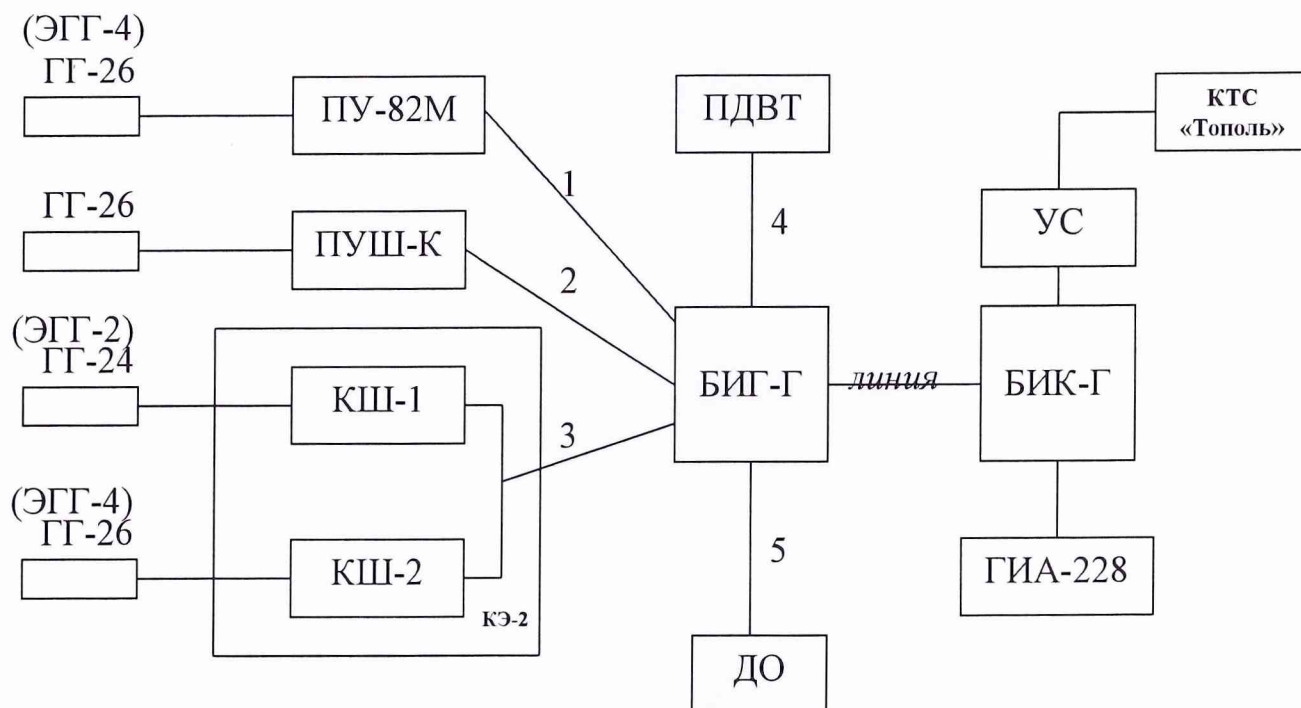 (ЭГГ-4)
ГГ-26
ПУ-82М
ПДВТ
КТС
«Тополь»
1
ГГ-26
ПУШ-К
4
УС
2
(ЭГГ-2)
ГГ-24
КШ-1
БИГ-Г
линия
БИК-Г
3
(ЭГГ-4)
ГГ-26
КШ-2
5
ГИА-228
КЭ-2
ДО